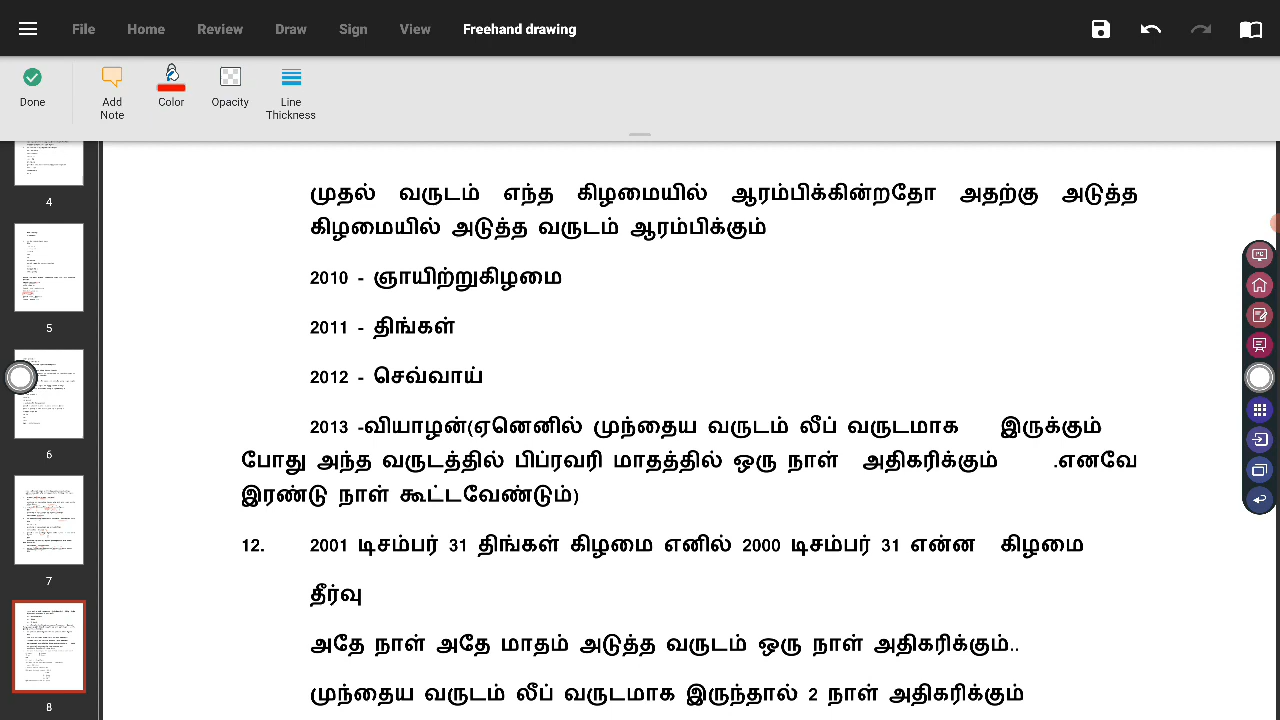 File Home Review Draw Sign View Freehand drawing
Done Add Note Color Opacity Line Thickness
4
5
6
7
8
முதல் வருடம் எந்த கிழமையில் ஆரம்பிக்கின்றதோ அதற்கு அடுத்த
கிழமையில் அடுத்த வருடம் ஆரம்பிக்கும்
2010 - ஞாயிற்றுகிழமை
2011 - திங்கள்
2012 - செவ்வாய்
2013 -வியாழன்(ஏனெனில் முந்தைய வருடம் லீப் வருடமாக இருக்கும்
போது அந்த வருடத்தில் பிப்ரவரி மாதத்தில் ஒரு நாள் அதிகரிக்கும் .எனவே
இரண்டு நாள் கூட்டவேண்டும்)
12. 2001 டிசம்பர் 31 திங்கள் கிழமை எனில் 2000 டிசம்பர் 31 என்ன கிழமை
தீர்வு
அதே நாள் அதே மாதம் அடுத்த வருடம் ஒரு நாள் அதிகரிக்கும்..
முந்தைய வருடம் லீப் வருடமாக இருந்தால் 2 நாள் அதிகரிக்கும்